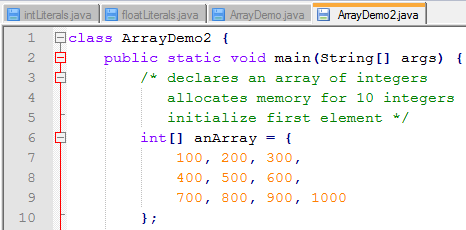 intLiterals.java floatLiterals.java ArrayDemo.java ArrayDemo2.java
1 class ArrayDemo2 {
2 public static void main(String[] args) {
3 /* declares an array of integers
4 allocates memory for 10 integers
5 initialize first element */
6 int[] anArray = {
7 100, 200, 300,
8 400, 500, 600,
9 700, 800, 900, 1000
10 };